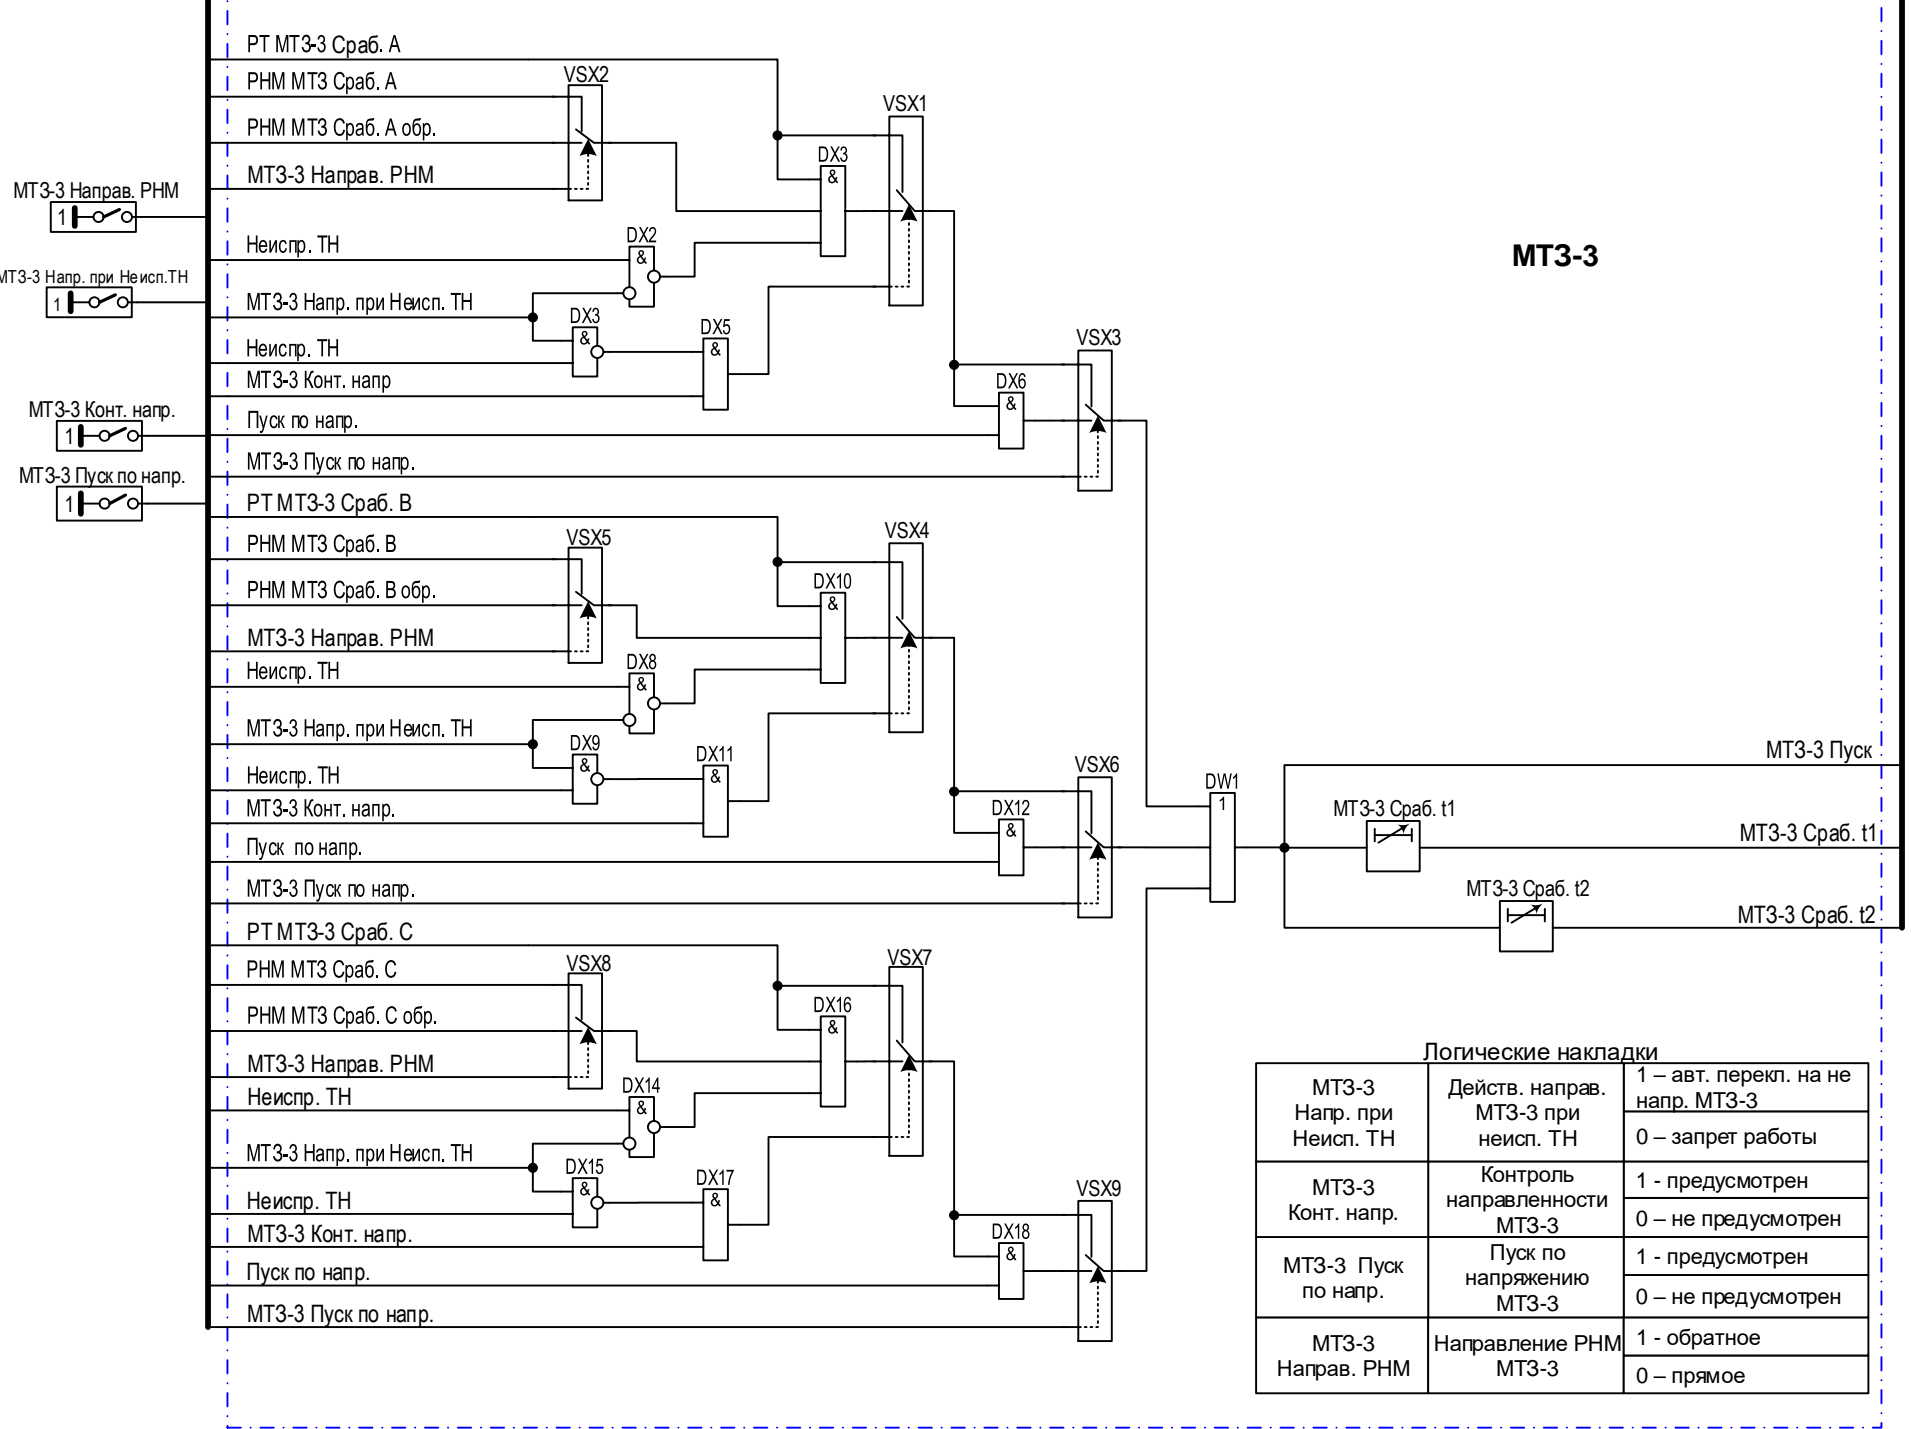 МТЗ-3 Направ. РНМ
1
МТЗ-3 Напр. при Неисп.ТН
1
МТЗ-3 Конт. напр.
1
МТЗ-3 Пуск по напр.
1
РТ МТЗ-3 Сраб. А
РНМ МТЗ Сраб. А
VSX2
VSX1
РНМ МТЗ Сраб. А обр.
DX3
&
МТЗ-3 Направ. РНМ
Неиспр. ТН
DX2
&
МТЗ-3 Напр. при Неисп. ТН
DX3
&
DX5
&
Неиспр. ТН
VSX3
МТЗ-3 Конт. напр
DX6
&
Пуск по напр.
МТЗ-3 Пуск по напр.
РТ МТЗ-3 Сраб. В
РНМ МТЗ Сраб. В
VSX5
VSX4
РНМ МТЗ Сраб. В обр.
DX10
&
МТЗ-3 Направ. РНМ
Неиспр. ТН
DX8
&
МТЗ-3 Напр. при Неисп. ТН
DX9
&
DX11
&
Неиспр. ТН
VSX6
МТЗ-3 Конт. напр.
DX12
&
Пуск по напр.
МТЗ-3 Пуск по напр.
РТ МТЗ-3 Сраб. С
РНМ МТЗ Сраб. С
VSX8
VSX7
РНМ МТЗ Сраб. С обр.
DX16
&
МТЗ-3 Направ. РНМ
Неиспр. ТН
DX14
&
МТЗ-3 Напр. при Неисп. ТН
DX15
&
DX17
&
Неиспр. ТН
VSX9
МТЗ-3 Конт. напр.
DX18
&
Пуск по напр.
МТЗ-3 Пуск по напр.
МТЗ-3
DW1
1
МТЗ-3 Пуск
МТЗ-3 Сраб. t1
МТЗ-3 Сраб. t1
МТЗ-3 Сраб. t2
МТЗ-3 Сраб. t2
Логические накладки
МТЗ-3
Напр. при
Неисп. ТН
Действ. направ.
МТЗ-3 при
неисп. ТН
1 – авт. перекл. на не
напр. МТЗ-3
0 – запрет работы
МТЗ-3
Конт. напр.
Контроль
направленности
МТЗ-3
1 - предусмотрен
0 – не предусмотрен
МТЗ-3 Пуск
по напр.
Пуск по
напряжению
МТЗ-3
1 - предусмотрен
0 – не предусмотрен
МТЗ-3
Направ. РНМ
Направление РНМ
МТЗ-3
1 - обратное
0 – прямое